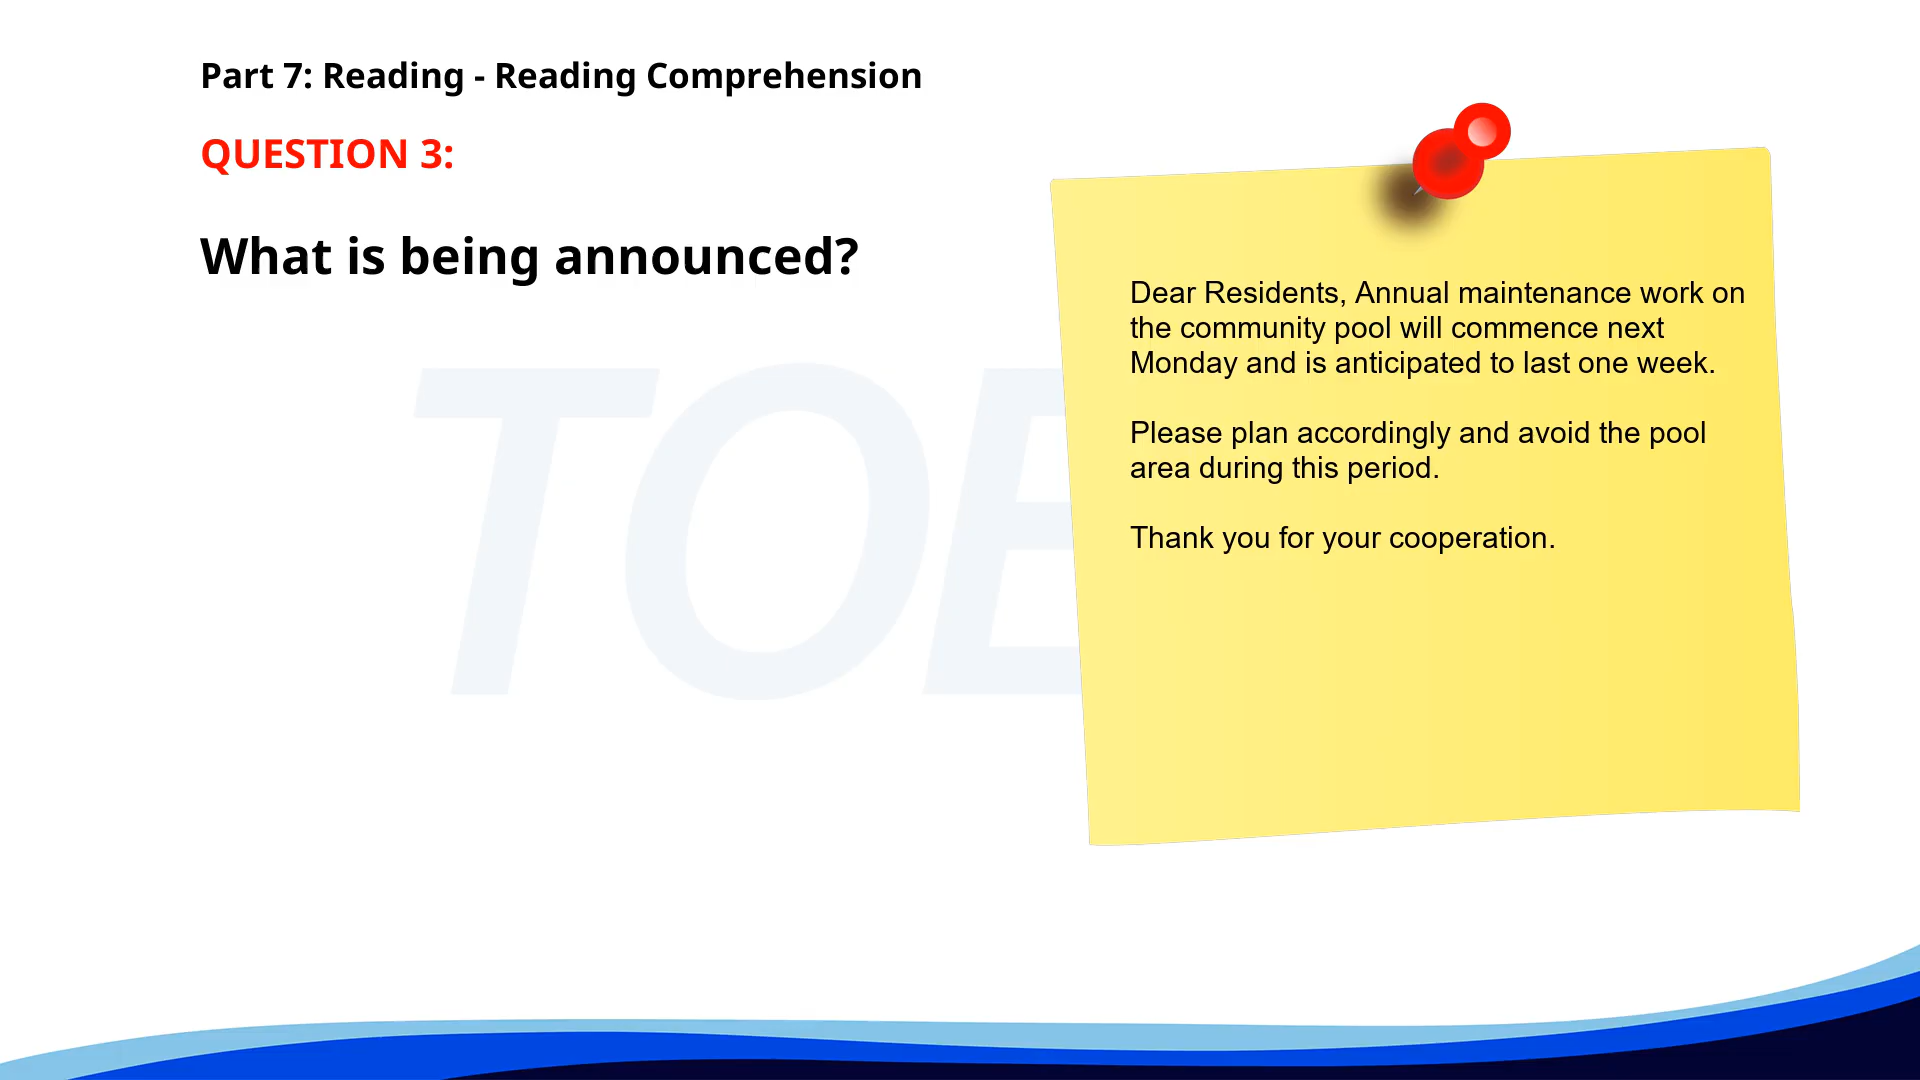 Part 7: Reading - Reading Comprehension
QUESTION 3:
What is being announced?
TOE
Dear Residents, Annual maintenance work on
the community pool will commence next
Monday and is anticipated to last one week.
Please plan accordingly and avoid the pool
area during this period.
Thank you for your cooperation.